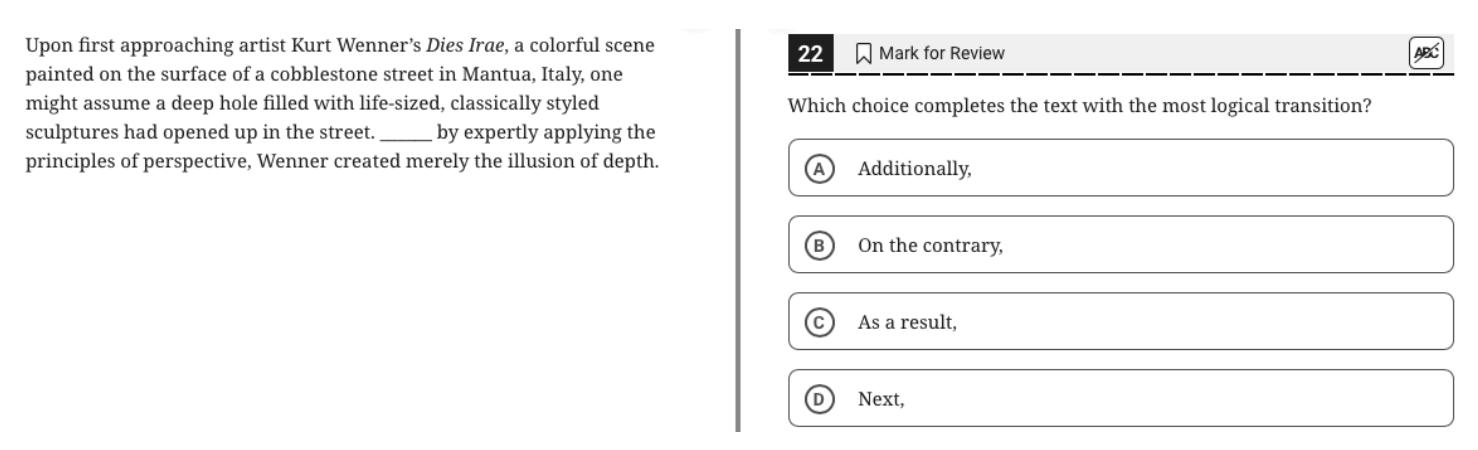 Upon first approaching artist Kurt Wenner’s Dies Irae, a colorful scene
painted on the surface of a cobblestone street in Mantua, Italy, one
might assume a deep hole filled with life-sized, classically styled
sculptures had opened up in the street. ______ by expertly applying the
principles of perspective, Wenner created merely the illusion of depth.
22 Mark for Review ABC
Which choice completes the text with the most logical transition?
A Additionally,
B On the contrary,
C As a result,
D Next,